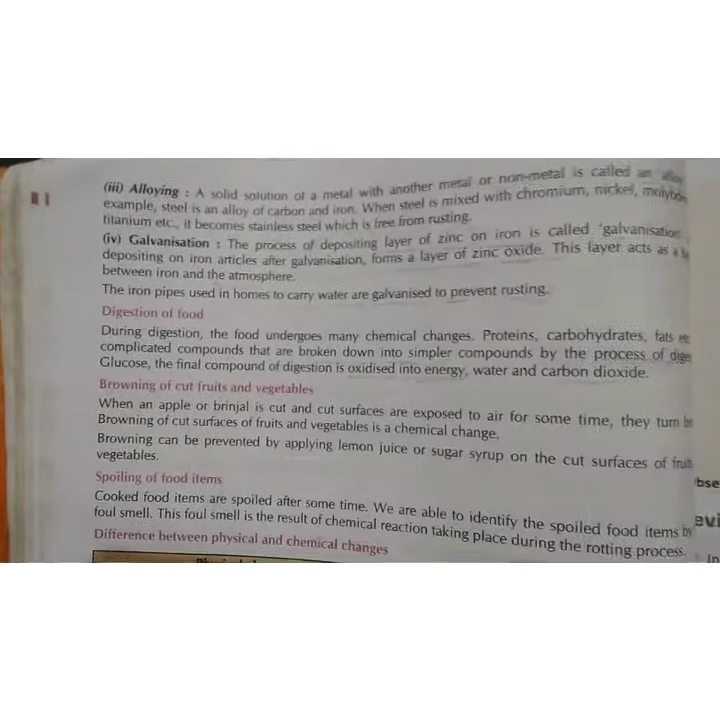 (iii) Alloying : A solid solution of a metal with another metal or non-metal is called an alloy
example, steel is an alloy of carbon and iron. When steel is mixed with chromium, nickel,
titanium etc., it becomes stainless steel which is free from rusting.
(iv) Galvanisation : The process of depositing layer of zinc on iron is called 'galvanisation
depositing on iron articles after galvanisation, forms a layer of zinc oxide. This layer acts as a
between iron and the atmosphere.
The iron pipes used in homes to carry water are galvanised to prevent rusting.
Digestion of food
During digestion, the food undergoes many chemical changes. Proteins, carbohydrates, fats
complicated compounds that are broken down into simpler compounds by the process of
Glucose, the final compound of digestion is oxidised into energy, water and carbon dioxide.
Browning of cut fruits and vegetables
When an apple or brinjal is cut and cut surfaces are exposed to air for some time, they turn
Browning of cut surfaces of fruits and vegetables is a chemical change.
Browning can be prevented by applying lemon juice or sugar syrup on the cut surfaces of fruits
vegetables.
Spoiling of food items
Cooked food items are spoiled after some time. We are able to identify the spoiled food items by
foul smell. This foul smell is the result of chemical reaction taking place during the rotting process.
Difference between physical and chemical changes